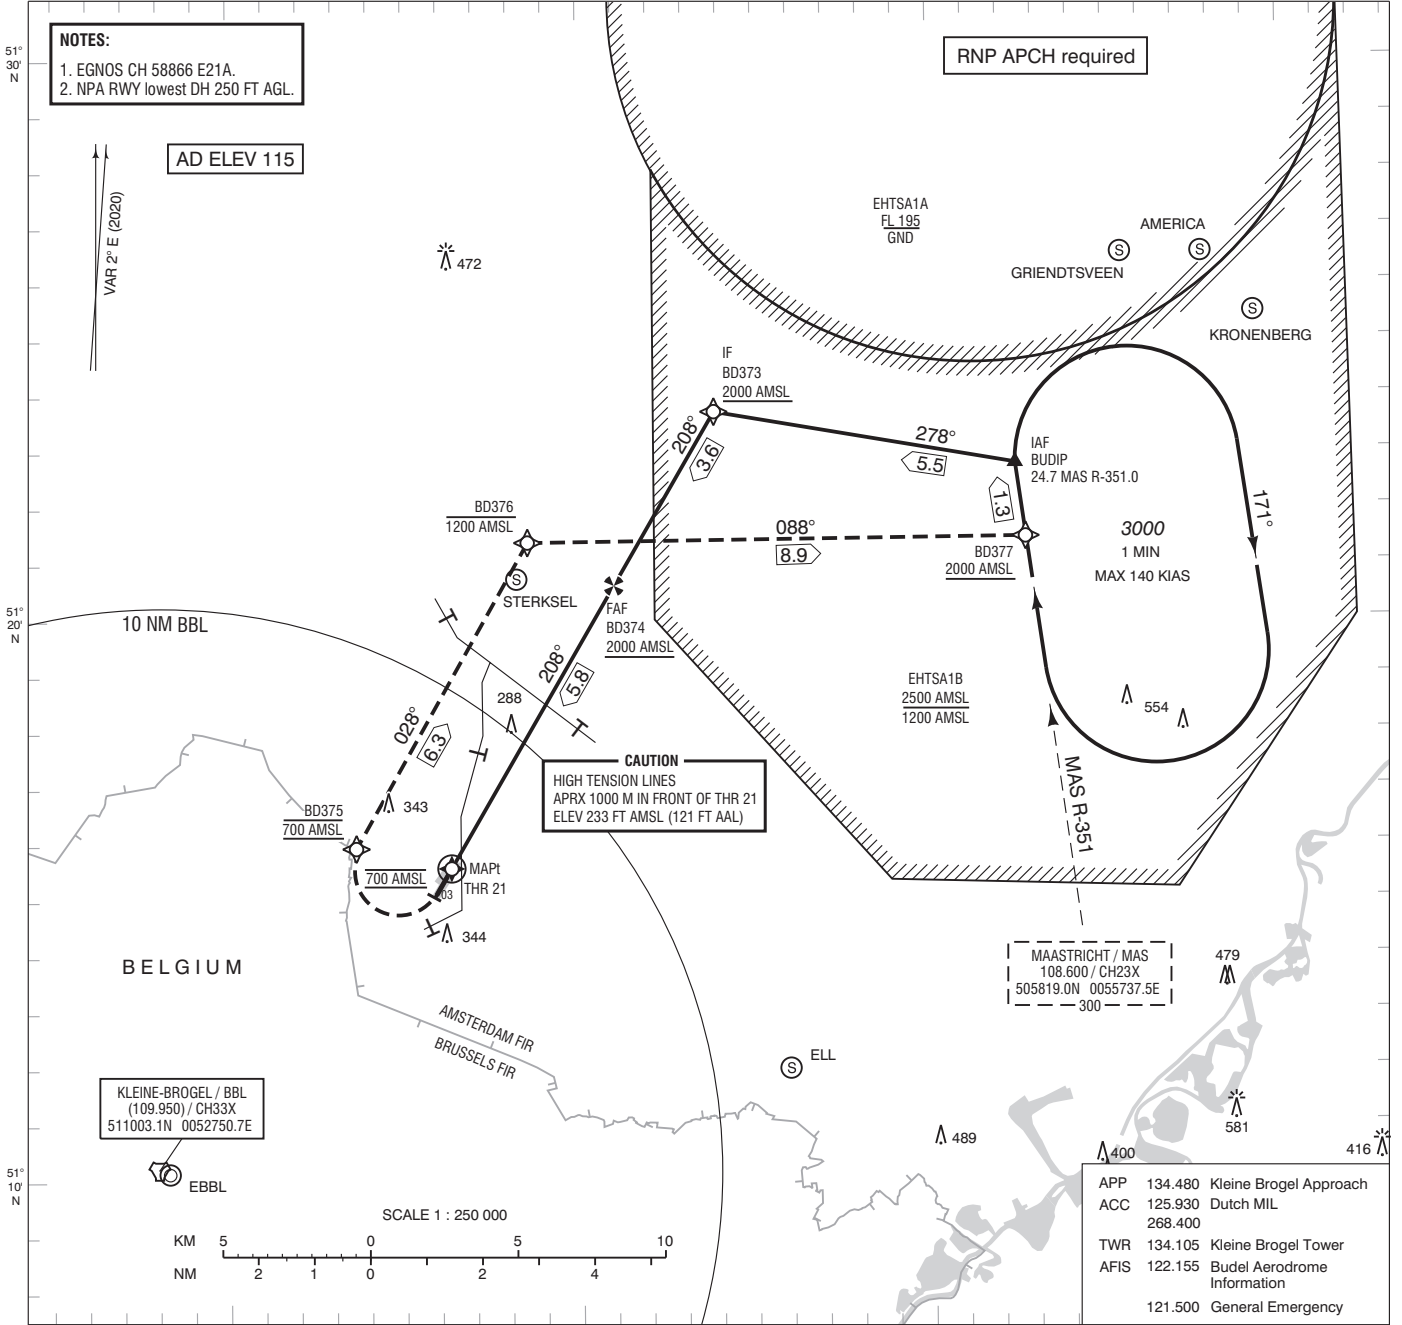 NOTES:
1. EGNOS CH 58866 E21A.
2. NPA RWY lowest DH 250 FT AGL.
RNP APCH required
51°
30'
N
AD ELEV 115
VAR 2° E (2020)
472
EHTSA1A
FL 195
GND
AMERICA
S
S
GRIENDTSVEEN
S
KRONENBERG
IF
BD373
2000 AMSL
208°
3.6
278°
5.5
IAF
BUDIP
24.7 MAS R-351.0
1.3
171°
3000
1 MIN
MAX 140 KIAS
BD376
1200 AMSL
088°
8.9
BD377
2000 AMSL
S
STERKSEL
FAF
BD374
2000 AMSL
51°
20'
N
10 NM BBL
208°
5.8
288
028°
6.3
EHTSA1B
2500 AMSL
1200 AMSL
554
CAUTION
HIGH TENSION LINES
APRX 1000 M IN FRONT OF THR 21
ELEV 233 FT AMSL (121 FT AAL)
MAS R-351
BD375
700 AMSL
343
700 AMSL
MAPt
THR 21
03
344
BELGIUM
MAASTRICHT / MAS
108.600 / CH23X
505819.0N 0055737.5E
300
479
AMSTERDAM FIR
BRUSSELS FIR
S
ELL
KLEINE-BROGEL / BBL
(109.950) / CH33X
511003.1N 0052750.7E
EBBL
489
581
400
416
51°
10'
N
SCALE 1 : 250 000
KM 5 0 5 10
NM 2 1 0 2 4
APP 134.480 Kleine Brogel Approach
ACC 125.930 Dutch MIL
268.400
TWR 134.105 Kleine Brogel Tower
AFIS 122.155 Budel Aerodrome
Information
121.500 General Emergency